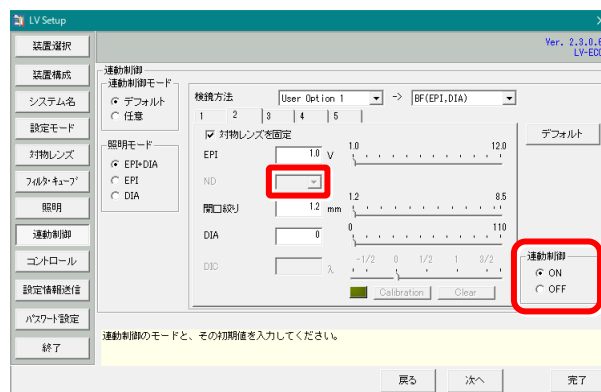 LV Setup
装置選択
装置構成
システム名
設定モード
対物レンズ
フィルタ・キューブ
照明
連動制御
コントロール
設定情報送信
パスワード設定
終了
Ver. 2.3.0.6
LV-ECO
連動制御
連動制御モード
デフォルト
任意
照明モード
EPI+DIA
EPI
DIA
検鏡方法 User Option 1 -> BF(EPI,DIA)
1 2 3 4 5
対物レンズを固定
EPI 1.0 V 1.0 12.0
ND
開口絞り 1.2 mm 1.2 8.5
DIA 0 0 110
DIC λ -1/2 0 1/2 1 3/2
Calibration Clear
デフォルト
連動制御
ON
OFF
連動制御のモードと、その初期値を入力してください。
戻る 次へ 完了